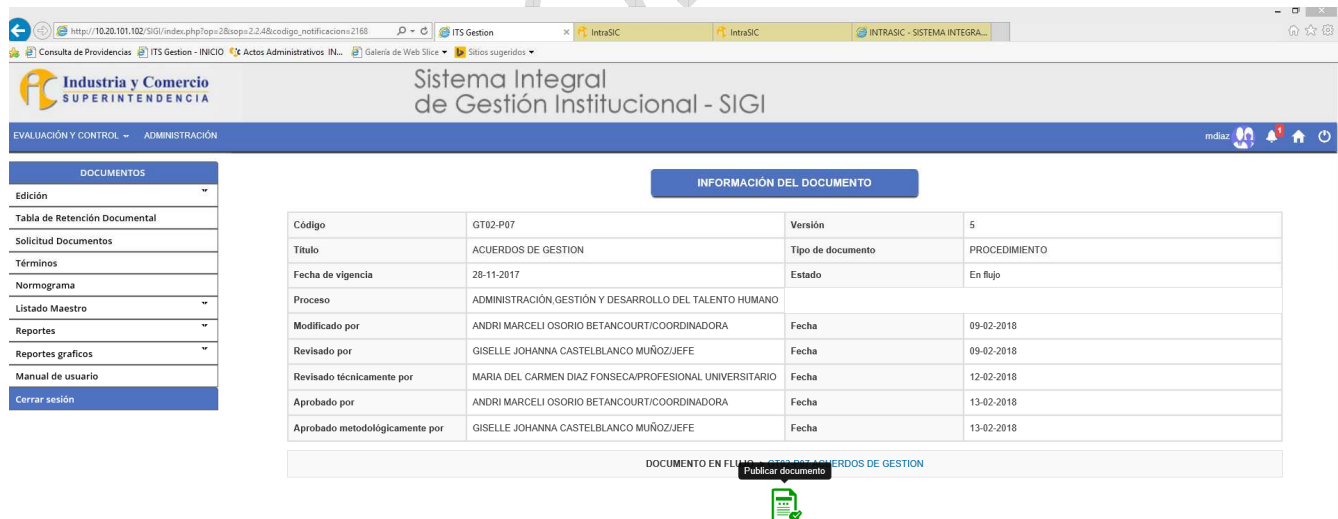 http://10.20.101.102/SIGI/index.php?op=2&sop=2.2.4&codigo_notificacion=2168
ITS Gestion
IntraSIC
IntraSIC
INTRASIC - SISTEMA INTEGRA...
Consulta de Providencias
ITS Gestion - INICIO
Actos Administrativos IN...
Galería de Web Slice
Sitios sugeridos
Industria y Comercio
SUPERINTENDENCIA
Sistema Integral
de Gestión Institucional - SIGI
EVALUACIÓN Y CONTROL
ADMINISTRACIÓN
mdiaz
1
DOCUMENTOS
Edición
Tabla de Retención Documental
Solicitud Documentos
Términos
Normograma
Listado Maestro
Reportes
Reportes graficos
Manual de usuario
Cerrar sesión
INFORMACIÓN DEL DOCUMENTO
Código GT02-P07 Versión 5
Título ACUERDOS DE GESTION Tipo de documento PROCEDIMIENTO
Fecha de vigencia 28-11-2017 Estado En flujo
Proceso ADMINISTRACIÓN,GESTIÓN Y DESARROLLO DEL TALENTO HUMANO
Modificado por ANDRI MARCELI OSORIO BETANCOURT/COORDINADORA Fecha 09-02-2018
Revisado por GISELLE JOHANNA CASTELBLANCO MUÑOZ/JEFE Fecha 09-02-2018
Revisado técnicamente por MARIA DEL CARMEN DIAZ FONSECA/PROFESIONAL UNIVERSITARIO Fecha 12-02-2018
Aprobado por ANDRI MARCELI OSORIO BETANCOURT/COORDINADORA Fecha 13-02-2018
Aprobado metodológicamente por GISELLE JOHANNA CASTELBLANCO MUÑOZ/JEFE Fecha 13-02-2018
DOCUMENTO EN FLUJO GT02-P07 ACUERDOS DE GESTION
Publicar documento